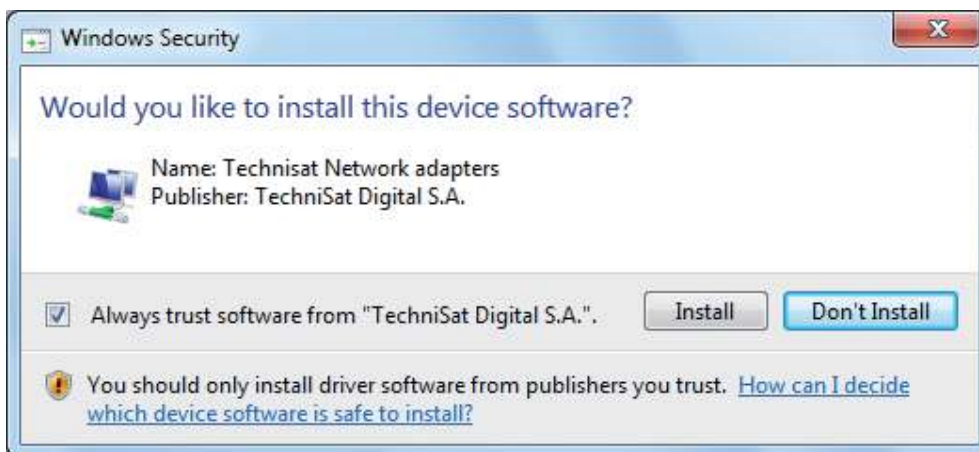 Windows Security
Would you like to install this device software?
Name: Technisat Network adapters
Publisher: TechniSat Digital S.A.
Always trust software from "TechniSat Digital S.A.".
Install
Don't Install
You should only install driver software from publishers you trust. How can I decide
which device software is safe to install?